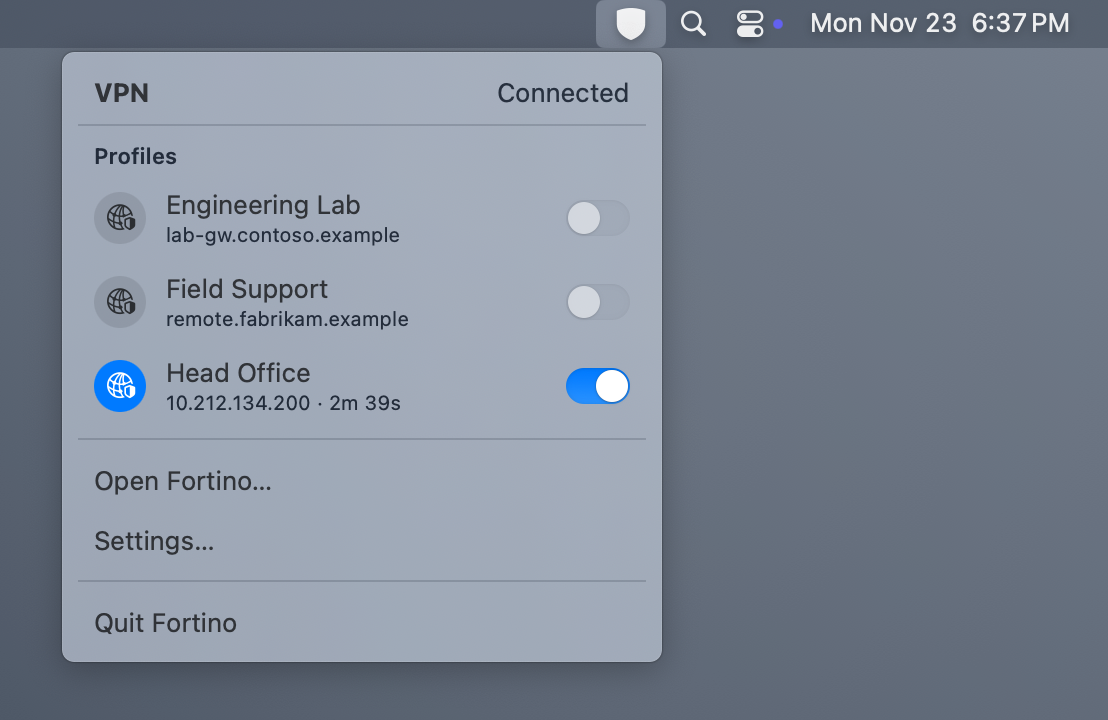 Mon Nov 23 6:37 PM
VPN Connected
Profiles
Engineering Lab
lab-gw.contoso.example
Field Support
remote.fabrikam.example
Head Office
10.212.134.200 · 2m 39s
Open Fortino...
Settings...
Quit Fortino